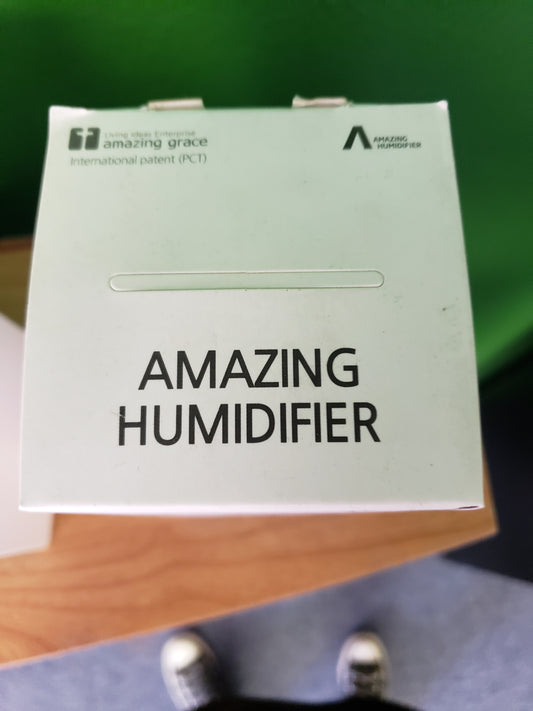 Living Ideas Enterprise
amazing grace
International patent (PCT)
AMAZING
HUMIDIFIER
AMAZING
HUMIDIFIER